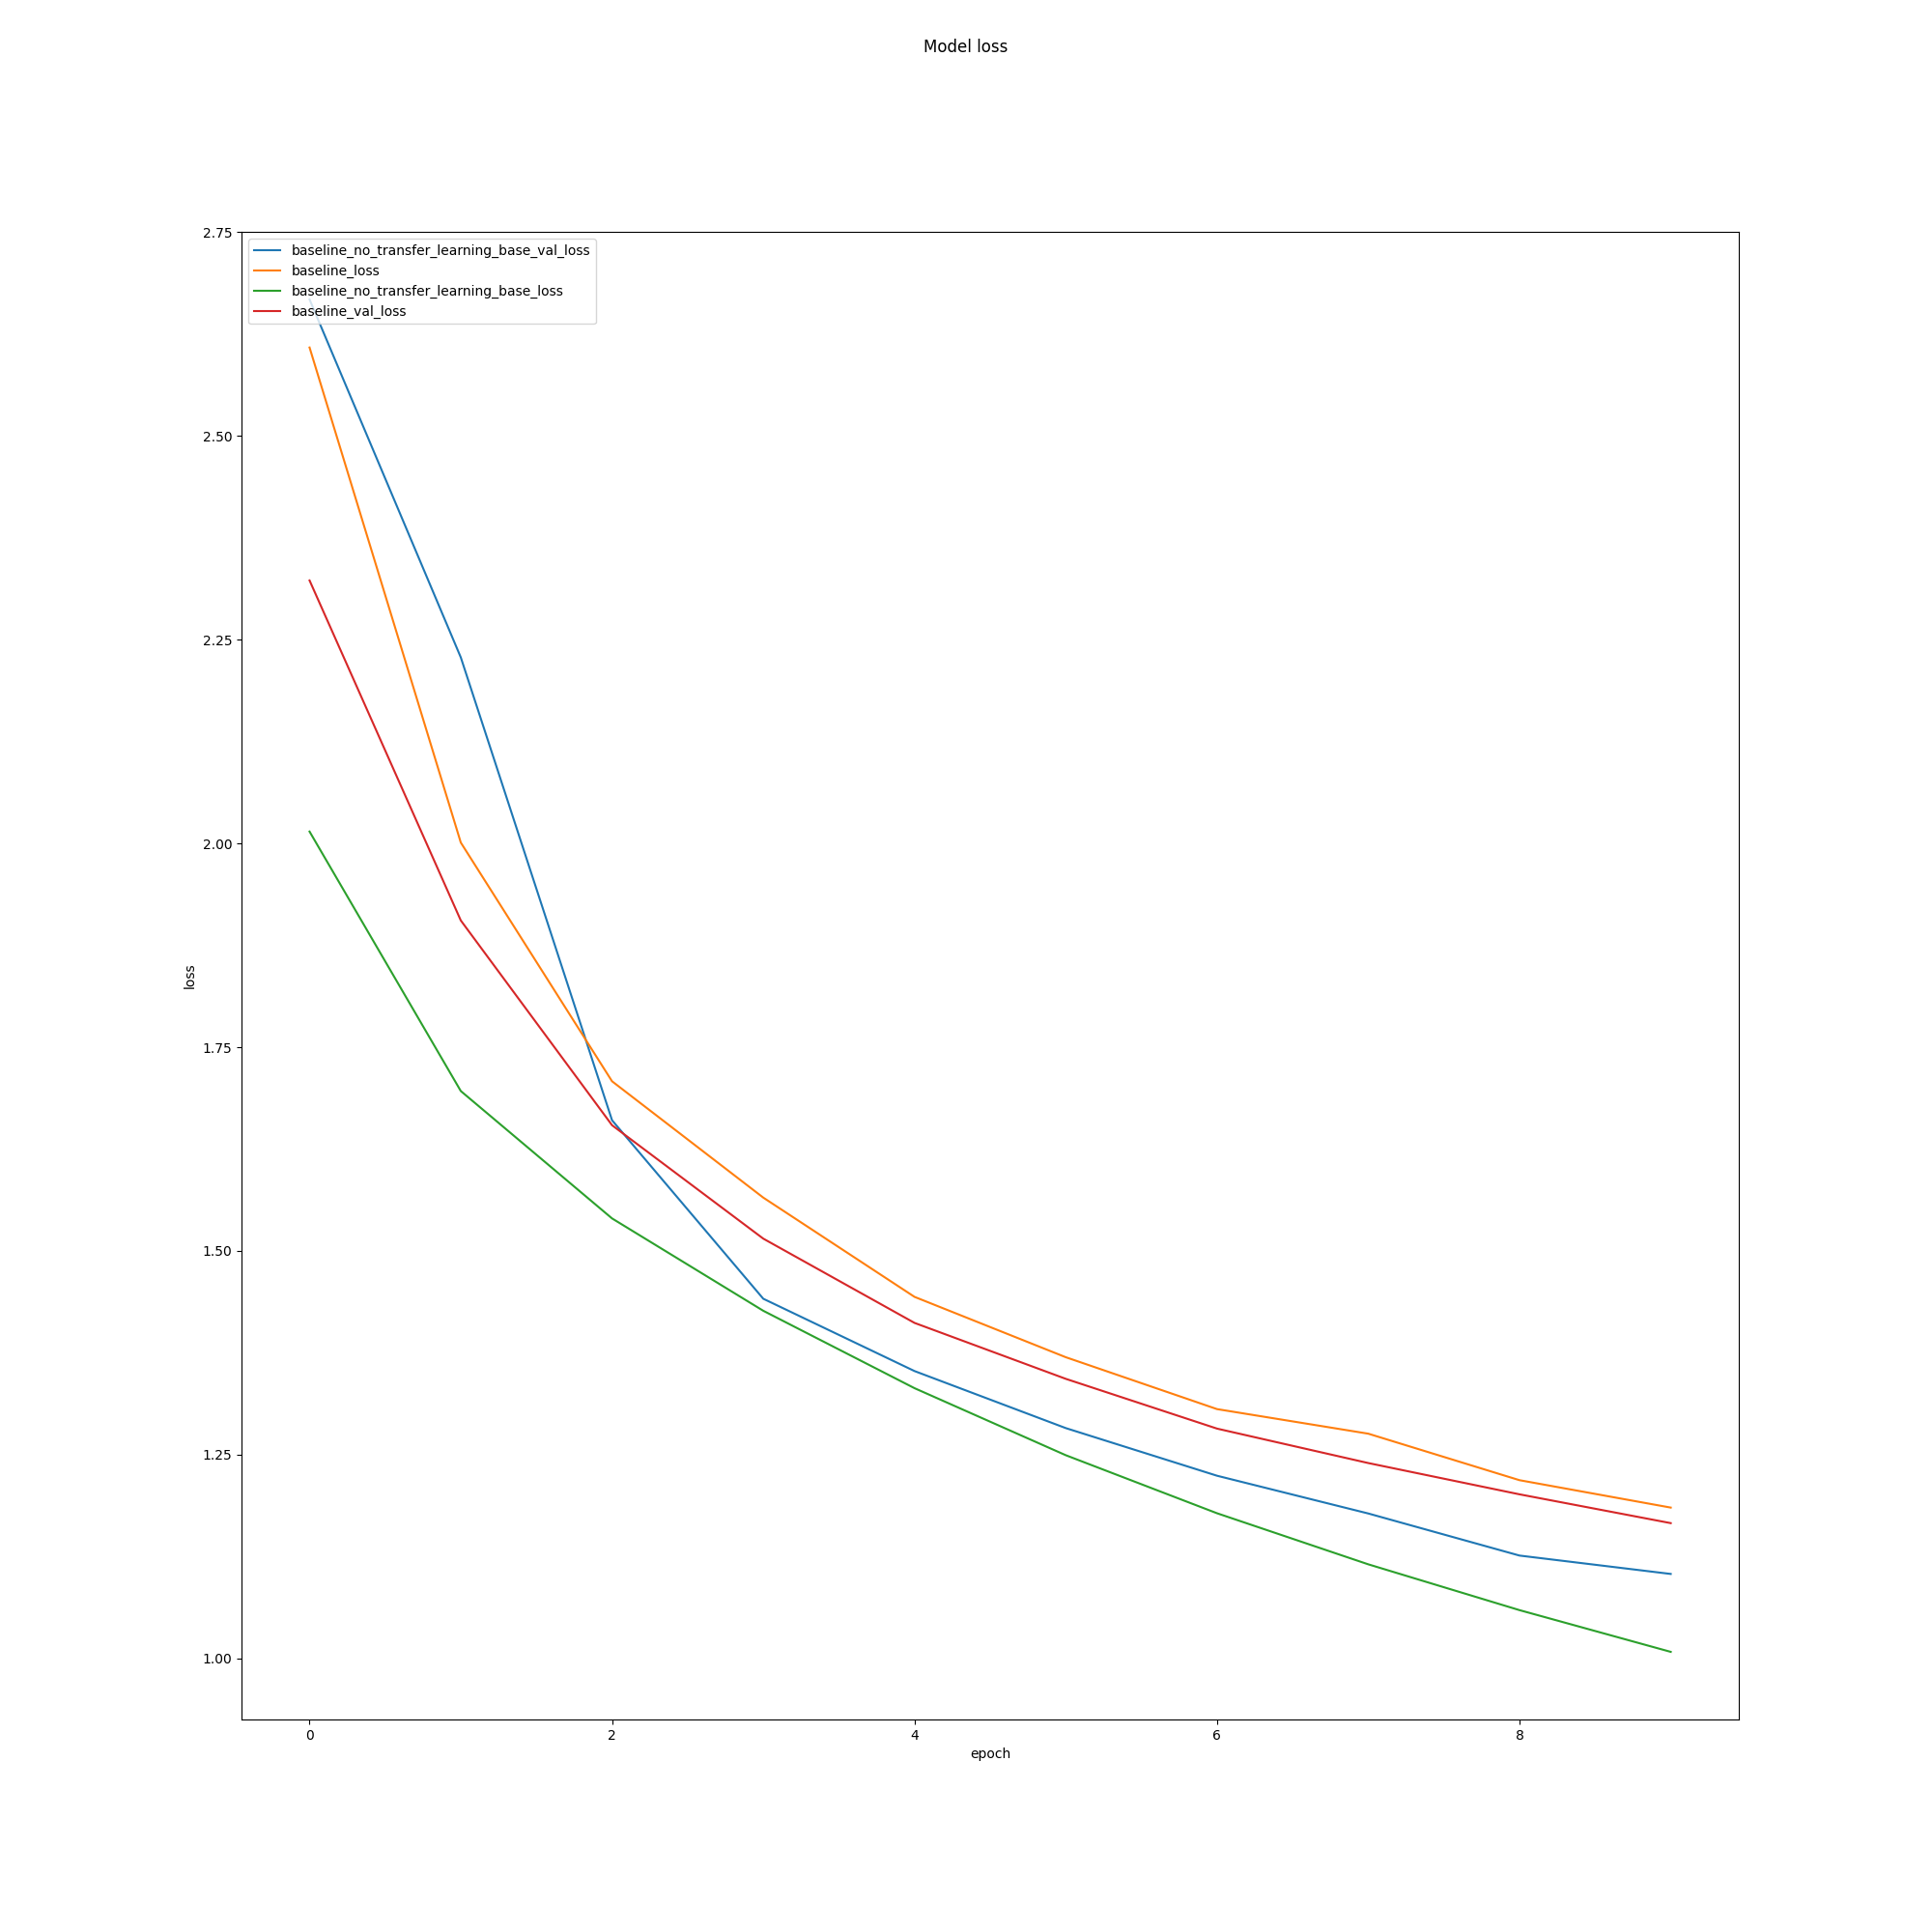 Model loss
baseline_no_transfer_learning_base_val_loss
baseline_loss
baseline_no_transfer_learning_base_loss
baseline_val_loss
2.75
2.50
2.25
2.00
1.75
1.50
1.25
1.00
loss
0 2 4 6 8
epoch